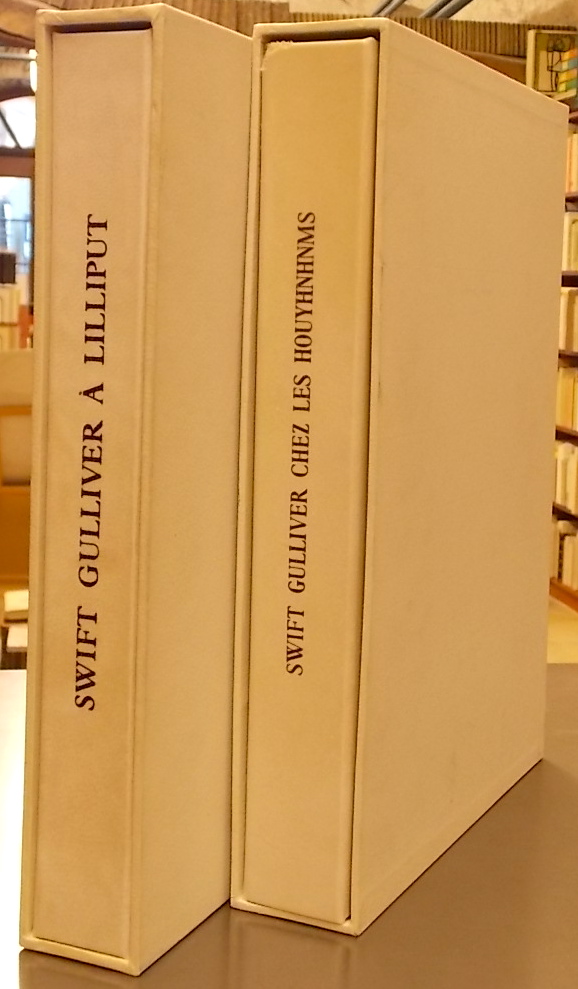 SWIFT GULLIVER À LILLIPUT
SWIFT GULLIVER CHEZ LES HOUYHNHNMS